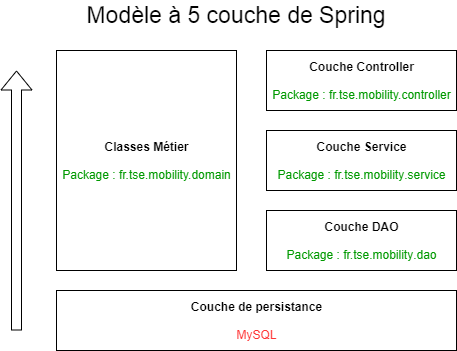 Modèle à 5 couche de Spring
Classes Métier
Package : fr.tse.mobility.domain
Couche Controller
Package : fr.tse.mobility.controller
Couche Service
Package : fr.tse.mobility.service
Couche DAO
Package : fr.tse.mobility.dao
Couche de persistance
MySQL